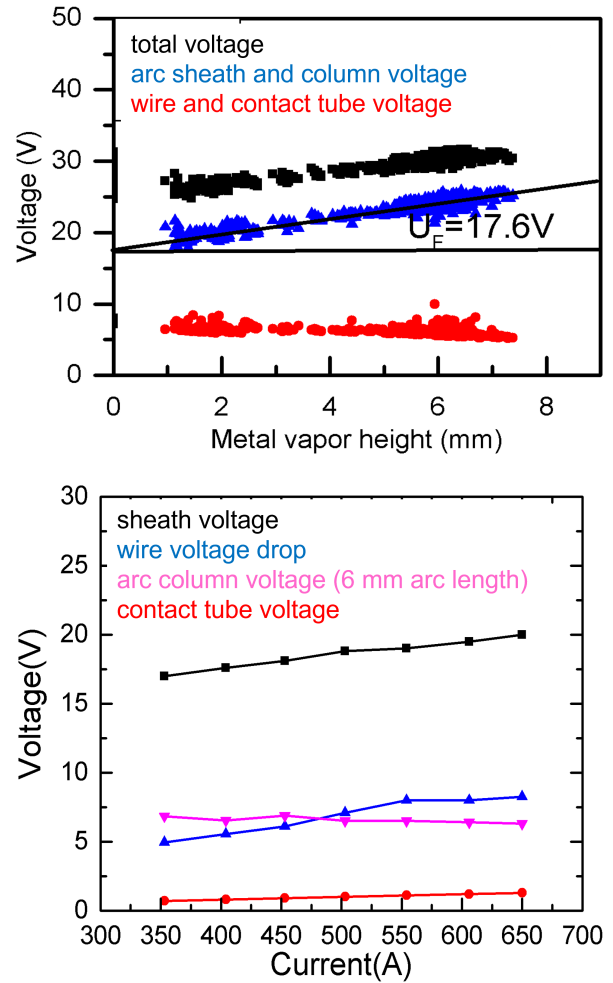 50
total voltage
arc sheath and column voltage
40
wire and contact tube voltage
30
Voltage (V)
20
U_F=17.6V
10
0
0 2 4 6 8
Metal vapor height (mm)
30
sheath voltage
wire voltage drop
25
arc column voltage (6 mm arc length)
contact tube voltage
20
Voltage(V)
15
10
5
0
300 350 400 450 500 550 600 650 700
Current(A)